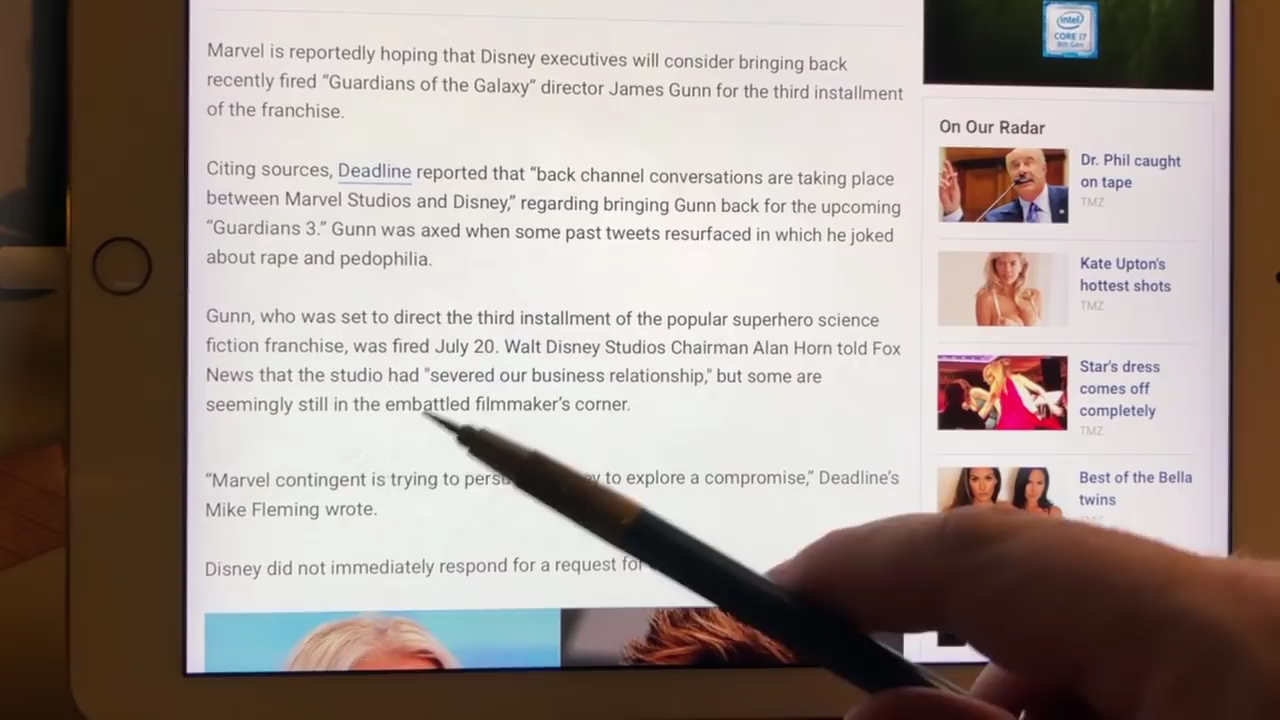 Marvel is reportedly hoping that Disney executives will consider bringing back
recently fired “Guardians of the Galaxy” director James Gunn for the third installment
of the franchise.
Citing sources, Deadline reported that “back channel conversations are taking place
between Marvel Studios and Disney,” regarding bringing Gunn back for the upcoming
“Guardians 3.” Gunn was axed when some past tweets resurfaced in which he joked
about rape and pedophilia.
Gunn, who was set to direct the third installment of the popular superhero science
fiction franchise, was fired July 20. Walt Disney Studios Chairman Alan Horn told Fox
News that the studio had "severed our business relationship," but some are
seemingly still in the embattled filmmaker’s corner.
“Marvel contingent is trying to to explore a compromise,” Deadline’s
Mike Fleming wrote.
Disney did not immediately respond for a request for
intel
CORE i7
8th Gen
On Our Radar
Dr. Phil caught
on tape
TMZ
Kate Upton's
hottest shots
TMZ
Star's dress
comes off
completely
TMZ
Best of the Bella
twins